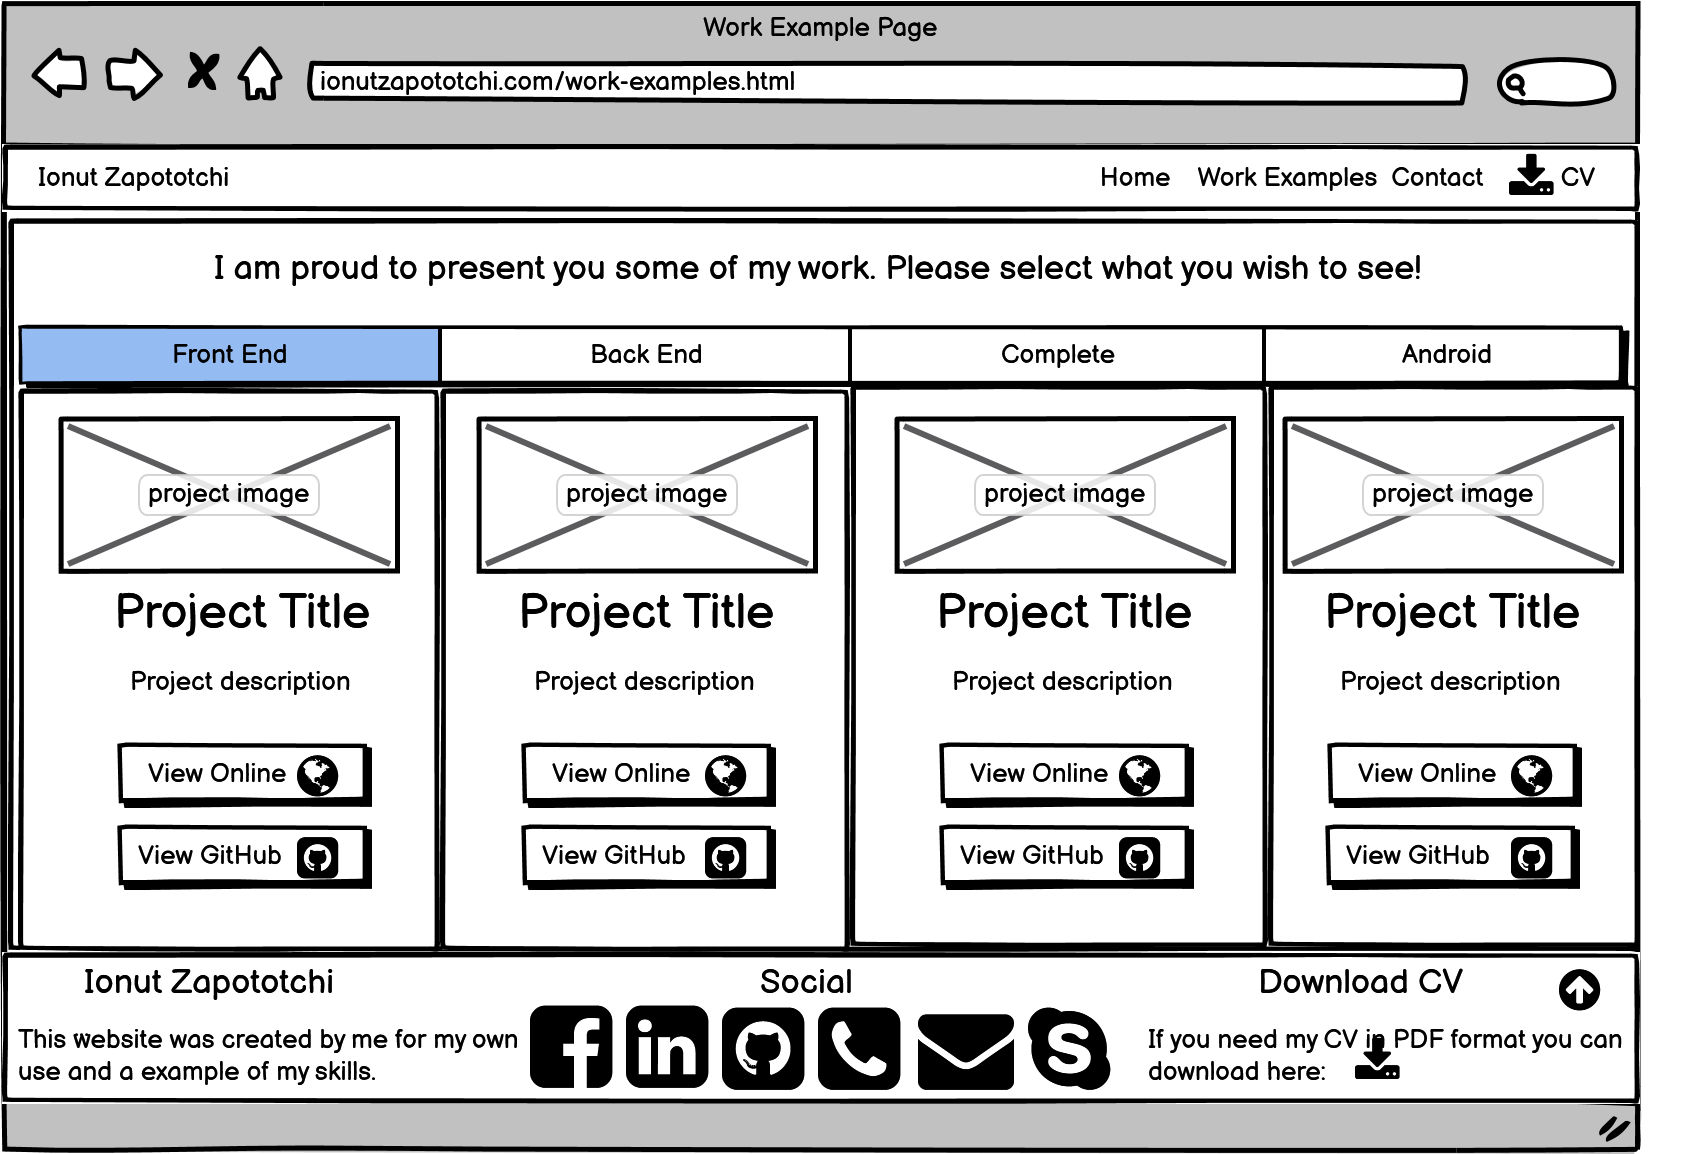 Work Example Page
ionutzapototchi.com/work-examples.html
Ionut Zapototchi
Home
Work Examples
Contact
CV
I am proud to present you some of my work. Please select what you wish to see!
Front End
Back End
Complete
Android
project image
project image
project image
project image
Project Title
Project Title
Project Title
Project Title
Project description
Project description
Project description
Project description
View Online
View Online
View Online
View Online
View GitHub
View GitHub
View GitHub
View GitHub
Ionut Zapototchi
This website was created by me for my own
use and a example of my skills.
Social
Download CV
If you need my CV in PDF format you can
download here: